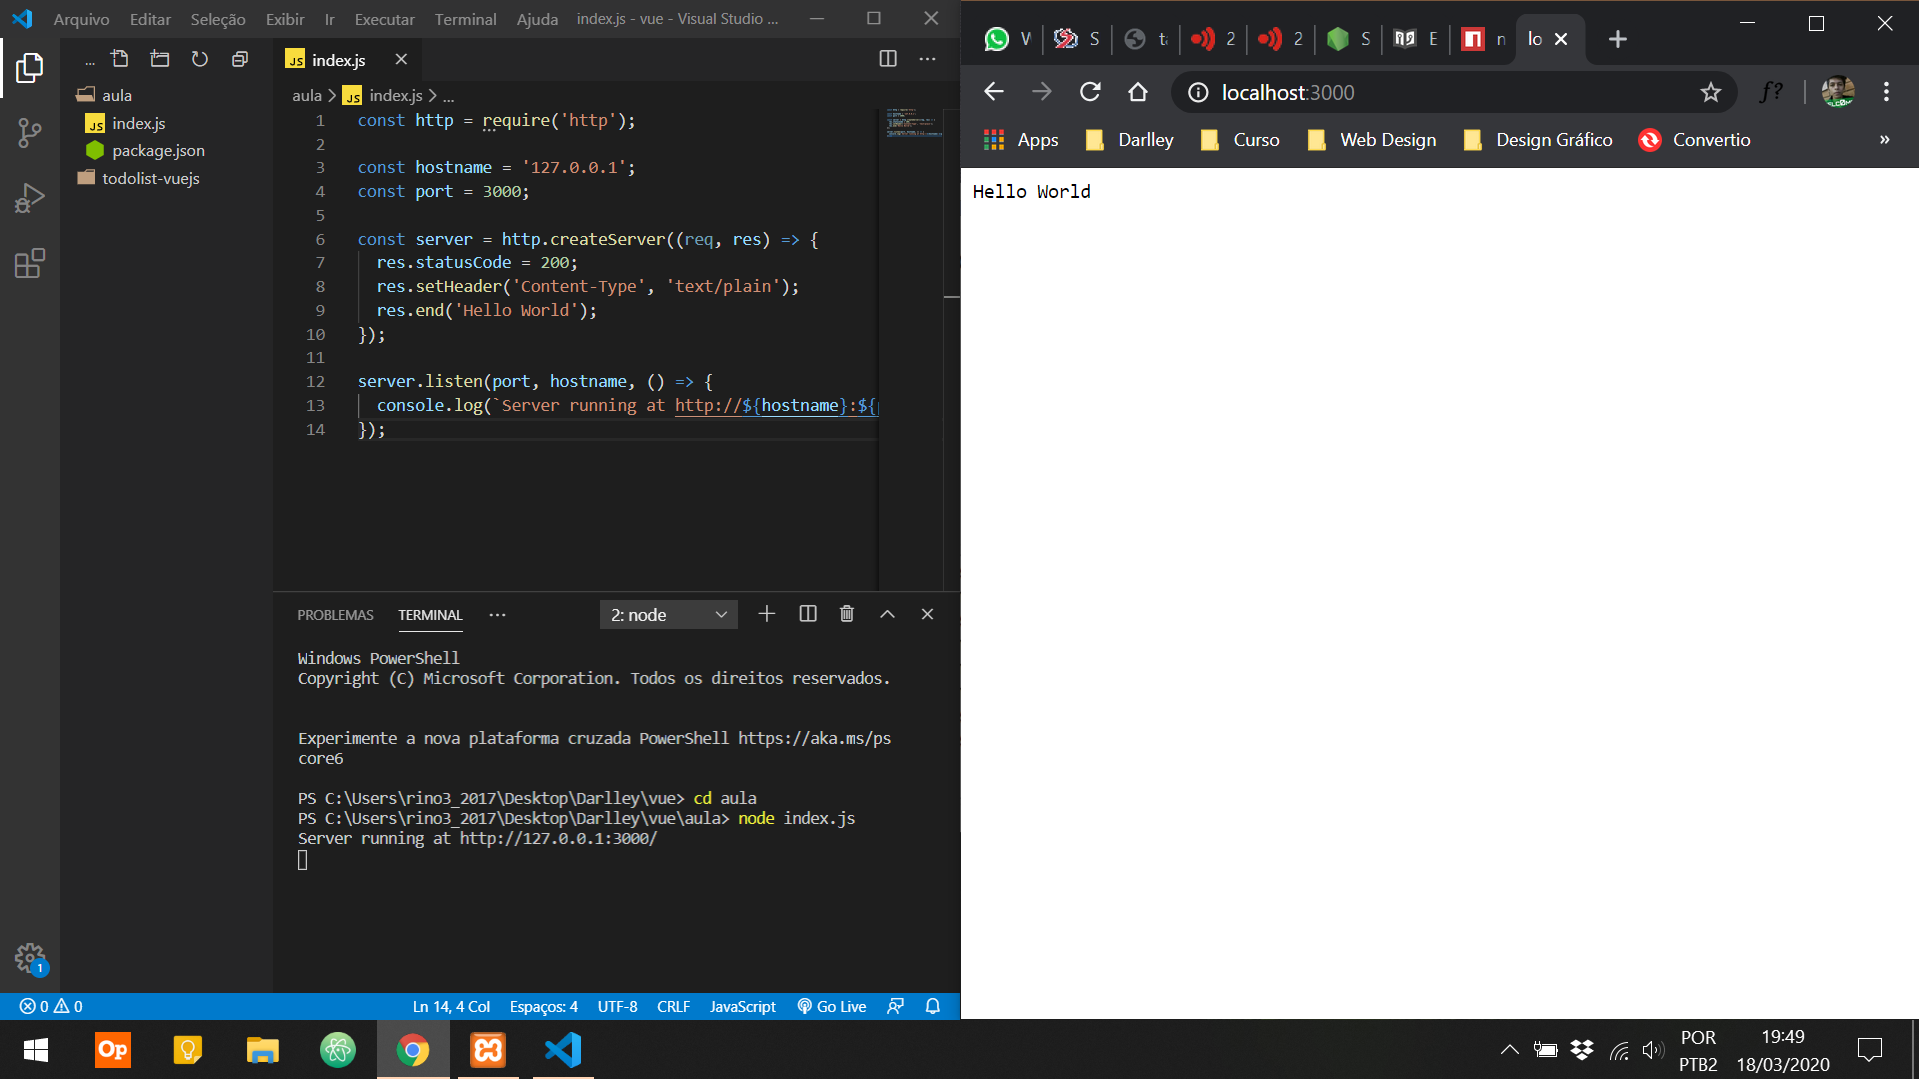 Arquivo Editar Seleção Exibir Ir Executar Terminal Ajuda index.js - vue - Visual Studio ...
...
aula
index.js
package.json
todolist-vuejs
JS index.js
aula > JS index.js > ...
1 const http = require('http');
2
3 const hostname = '127.0.0.1';
4 const port = 3000;
5
6 const server = http.createServer((req, res) => {
7 res.statusCode = 200;
8 res.setHeader('Content-Type', 'text/plain');
9 res.end('Hello World');
10 });
11
12 server.listen(port, hostname, () => {
13 console.log(`Server running at http://${hostname}:${
14 });
PROBLEMAS TERMINAL ... 2: node
Windows PowerShell
Copyright (C) Microsoft Corporation. Todos os direitos reservados.
Experimente a nova plataforma cruzada PowerShell https://aka.ms/ps
core6
PS C:\Users\rino3_2017\Desktop\Darlley\vue> cd aula
PS C:\Users\rino3_2017\Desktop\Darlley\vue\aula> node index.js
Server running at http://127.0.0.1:3000/
1
0 0 Ln 14, 4 Col Espaços: 4 UTF-8 CRLF JavaScript Go Live
W S ta 2 2 S E n lo
localhost:3000 f?
Apps Darlley Curso Web Design Design Gráfico Convertio »
Hello World
Op
POR 19:49
PTB2 18/03/2020